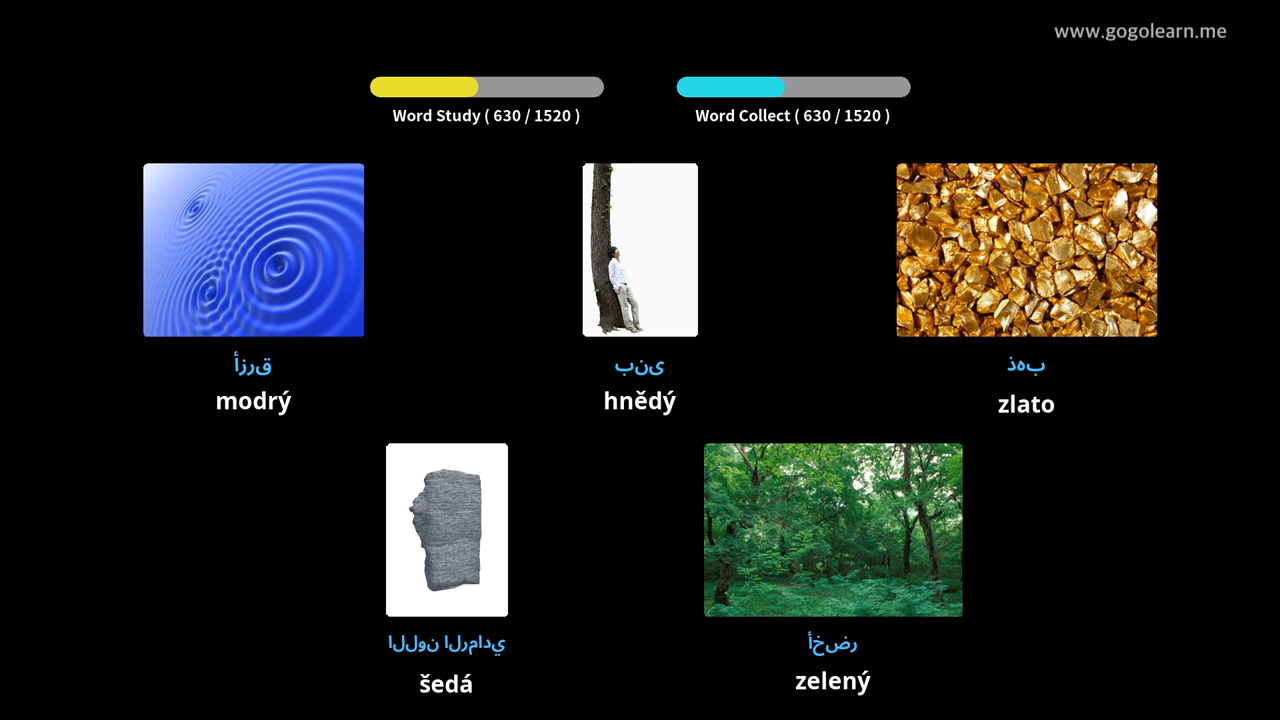 www.gogolearn.me
Word Study ( 630 / 1520 )
Word Collect ( 630 / 1520 )
أزرق
modrý
بنى
hnědý
ذهب
zlato
اللون الرمادي
šedá
أخضر
zelený